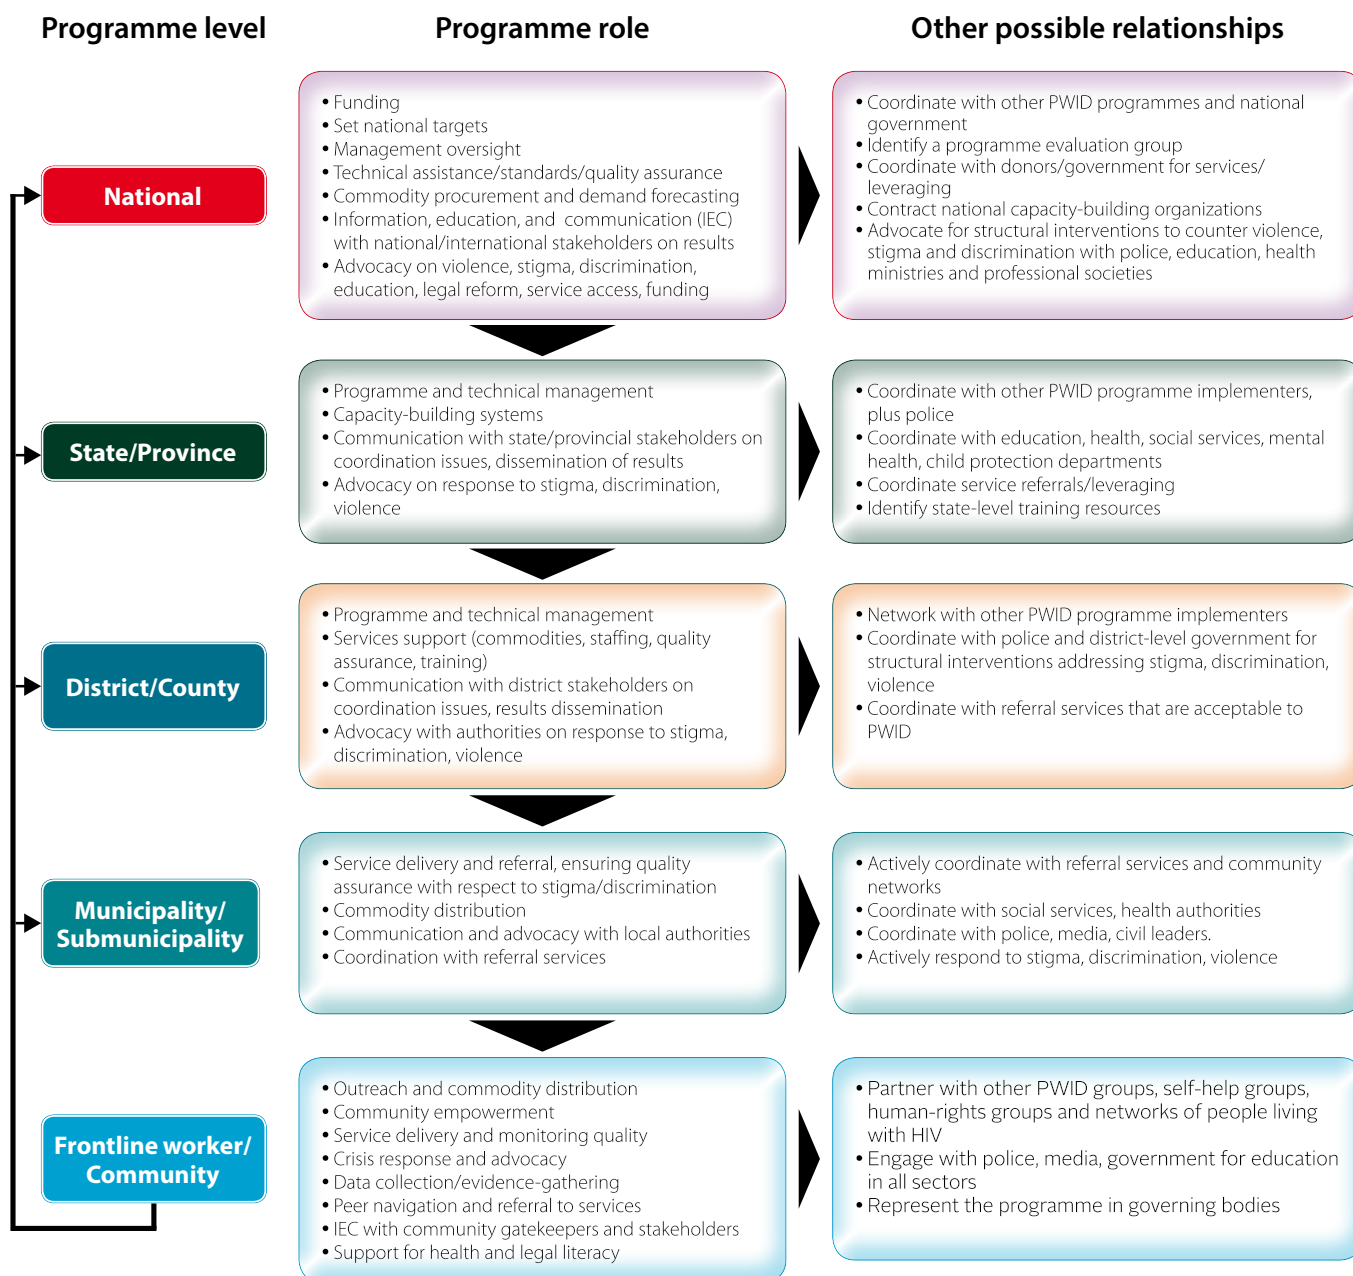 Programme level
Programme role
Other possible relationships
National
• Funding
• Set national targets
• Management oversight
• Technical assistance/standards/quality assurance
• Commodity procurement and demand forecasting
• Information, education, and communication (IEC)
with national/international stakeholders on results
• Advocacy on violence, stigma, discrimination,
education, legal reform, service access, funding
• Coordinate with other PWID programmes and national
government
• Identify a programme evaluation group
• Coordinate with donors/government for services/
leveraging
• Contract national capacity-building organizations
• Advocate for structural interventions to counter violence,
stigma and discrimination with police, education, health
ministries and professional societies
State/Province
• Programme and technical management
• Capacity-building systems
• Communication with state/provincial stakeholders on
coordination issues, dissemination of results
• Advocacy on response to stigma, discrimination,
violence
• Coordinate with other PWID programme implementers,
plus police
• Coordinate with education, health, social services, mental
health, child protection departments
• Coordinate service referrals/leveraging
• Identify state-level training resources
District/County
• Programme and technical management
• Services support (commodities, staffing, quality
assurance, training)
• Communication with district stakeholders on
coordination issues, results dissemination
• Advocacy with authorities on response to stigma,
discrimination, violence
• Network with other PWID programme implementers
• Coordinate with police and district-level government for
structural interventions addressing stigma, discrimination,
violence
• Coordinate with referral services that are acceptable to
PWID
Municipality/
Submunicipality
• Service delivery and referral, ensuring quality
assurance with respect to stigma/discrimination
• Commodity distribution
• Communication and advocacy with local authorities
• Coordination with referral services
• Actively coordinate with referral services and community
networks
• Coordinate with social services, health authorities
• Coordinate with police, media, civil leaders.
• Actively respond to stigma, discrimination, violence
Frontline worker/
Community
• Outreach and commodity distribution
• Community empowerment
• Service delivery and monitoring quality
• Crisis response and advocacy
• Data collection/evidence-gathering
• Peer navigation and referral to services
• IEC with community gatekeepers and stakeholders
• Support for health and legal literacy
• Partner with other PWID groups, self-help groups,
human-rights groups and networks of people living
with HIV
• Engage with police, media, government for education
in all sectors
• Represent the programme in governing bodies